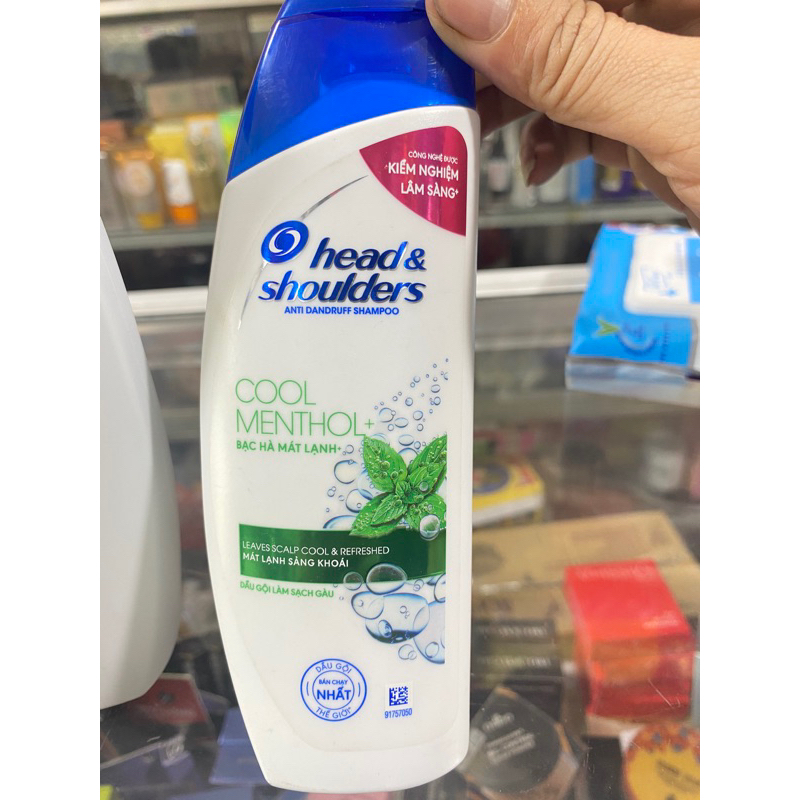 CÔNG NGHỆ ĐƯỢC
*KIỂM NGHIỆM
LÂM SÀNG+
head &
shoulders
ANTI DANDRUFF SHAMPOO
COOL
MENTHOL+
BẠC HÀ MÁT LẠNH+
LEAVES SCALP COOL & REFRESHED
MÁT LẠNH SẢNG KHOÁI
DẦU GỘI LÀM SẠCH GÀU
DẦU GỘI
BÁN CHẠY
NHẤT
THẾ GIỚI*
91757050